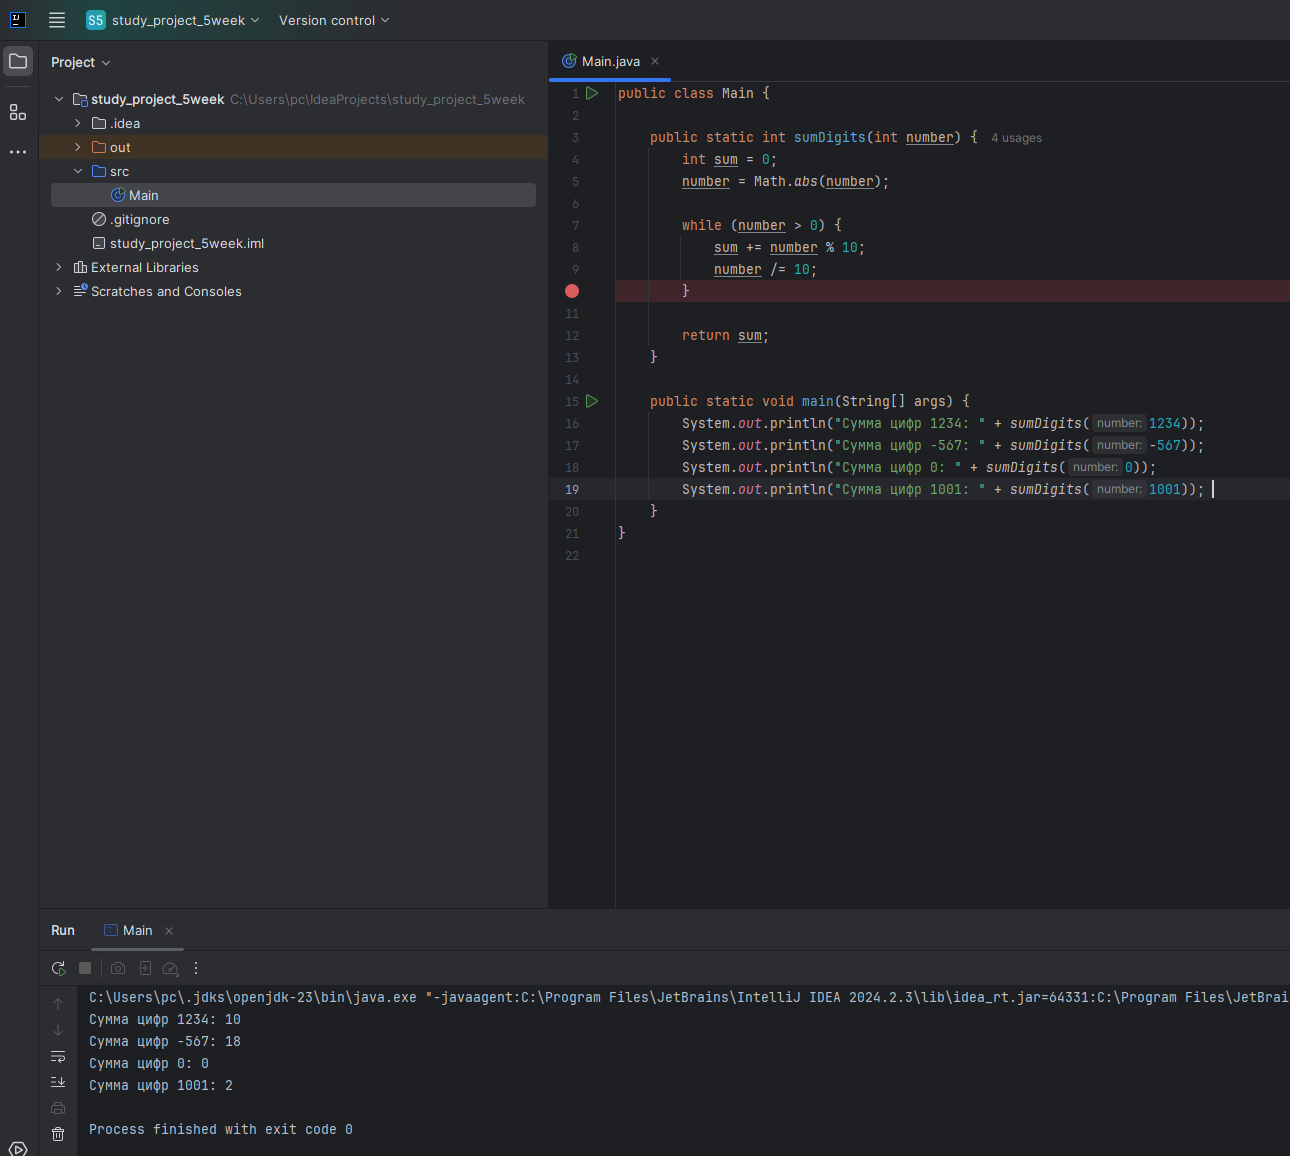 S5 study_project_5week Version control
Project
study_project_5week C:\Users\pc\IdeaProjects\study_project_5week
.idea
out
src
Main
.gitignore
study_project_5week.iml
External Libraries
Scratches and Consoles
Main.java
1 public class Main {
2
3 public static int sumDigits(int number) { 4 usages
4 int sum = 0;
5 number = Math.abs(number);
6
7 while (number > 0) {
8 sum += number % 10;
9 number /= 10;
}
11
12 return sum;
13 }
14
15 public static void main(String[] args) {
16 System.out.println("Сумма цифр 1234: " + sumDigits( number: 1234));
17 System.out.println("Сумма цифр -567: " + sumDigits( number: -567));
18 System.out.println("Сумма цифр 0: " + sumDigits( number: 0));
19 System.out.println("Сумма цифр 1001: " + sumDigits( number: 1001));
20 }
21 }
22
Run Main
C:\Users\pc\.jdks\openjdk-23\bin\java.exe "-javaagent:C:\Program Files\JetBrains\IntelliJ IDEA 2024.2.3\lib\idea_rt.jar=64331:C:\Program Files\JetBrai
Сумма цифр 1234: 10
Сумма цифр -567: 18
Сумма цифр 0: 0
Сумма цифр 1001: 2
Process finished with exit code 0